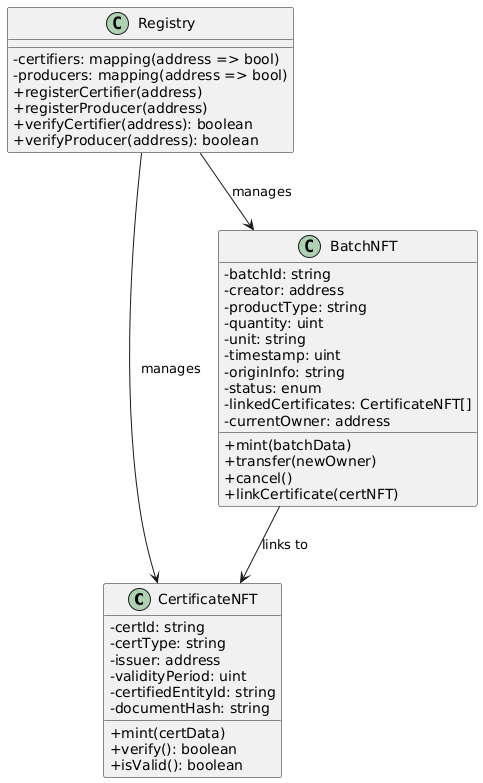 C Registry
-certifiers: mapping(address => bool)
-producers: mapping(address => bool)
+registerCertifier(address)
+registerProducer(address)
+verifyCertifier(address): boolean
+verifyProducer(address): boolean
manages
C BatchNFT
-batchId: string
-creator: address
-productType: string
-quantity: uint
-unit: string
-timestamp: uint
-originInfo: string
-status: enum
-linkedCertificates: CertificateNFT[]
-currentOwner: address
+mint(batchData)
+transfer(newOwner)
+cancel()
+linkCertificate(certNFT)
manages
links to
C CertificateNFT
-certId: string
-certType: string
-issuer: address
-validityPeriod: uint
-certifiedEntityId: string
-documentHash: string
+mint(certData)
+verify(): boolean
+isValid(): boolean